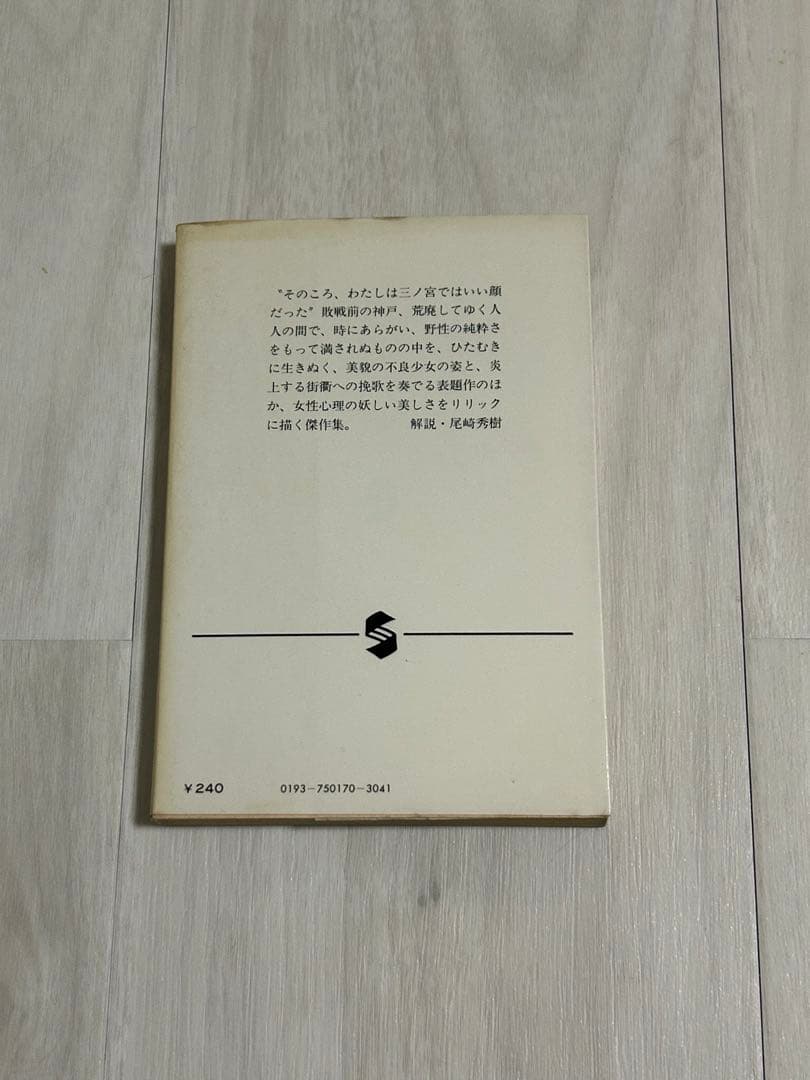 〝そのころ、わたしは三ノ宮ではいい顔
だった〟敗戦前の神戸、荒廃してゆく人
人の間で、時にあらがい、野性の純粋さ
をもって満されぬものの中を、ひたむき
に生きぬく、美貌の不良少女の姿と、炎
上する街衢への挽歌を奏でる表題作のほ
か、女性心理の妖しい美しさをリリック
に描く傑作集。 解説・尾崎秀樹
¥240 0193-750170-3041